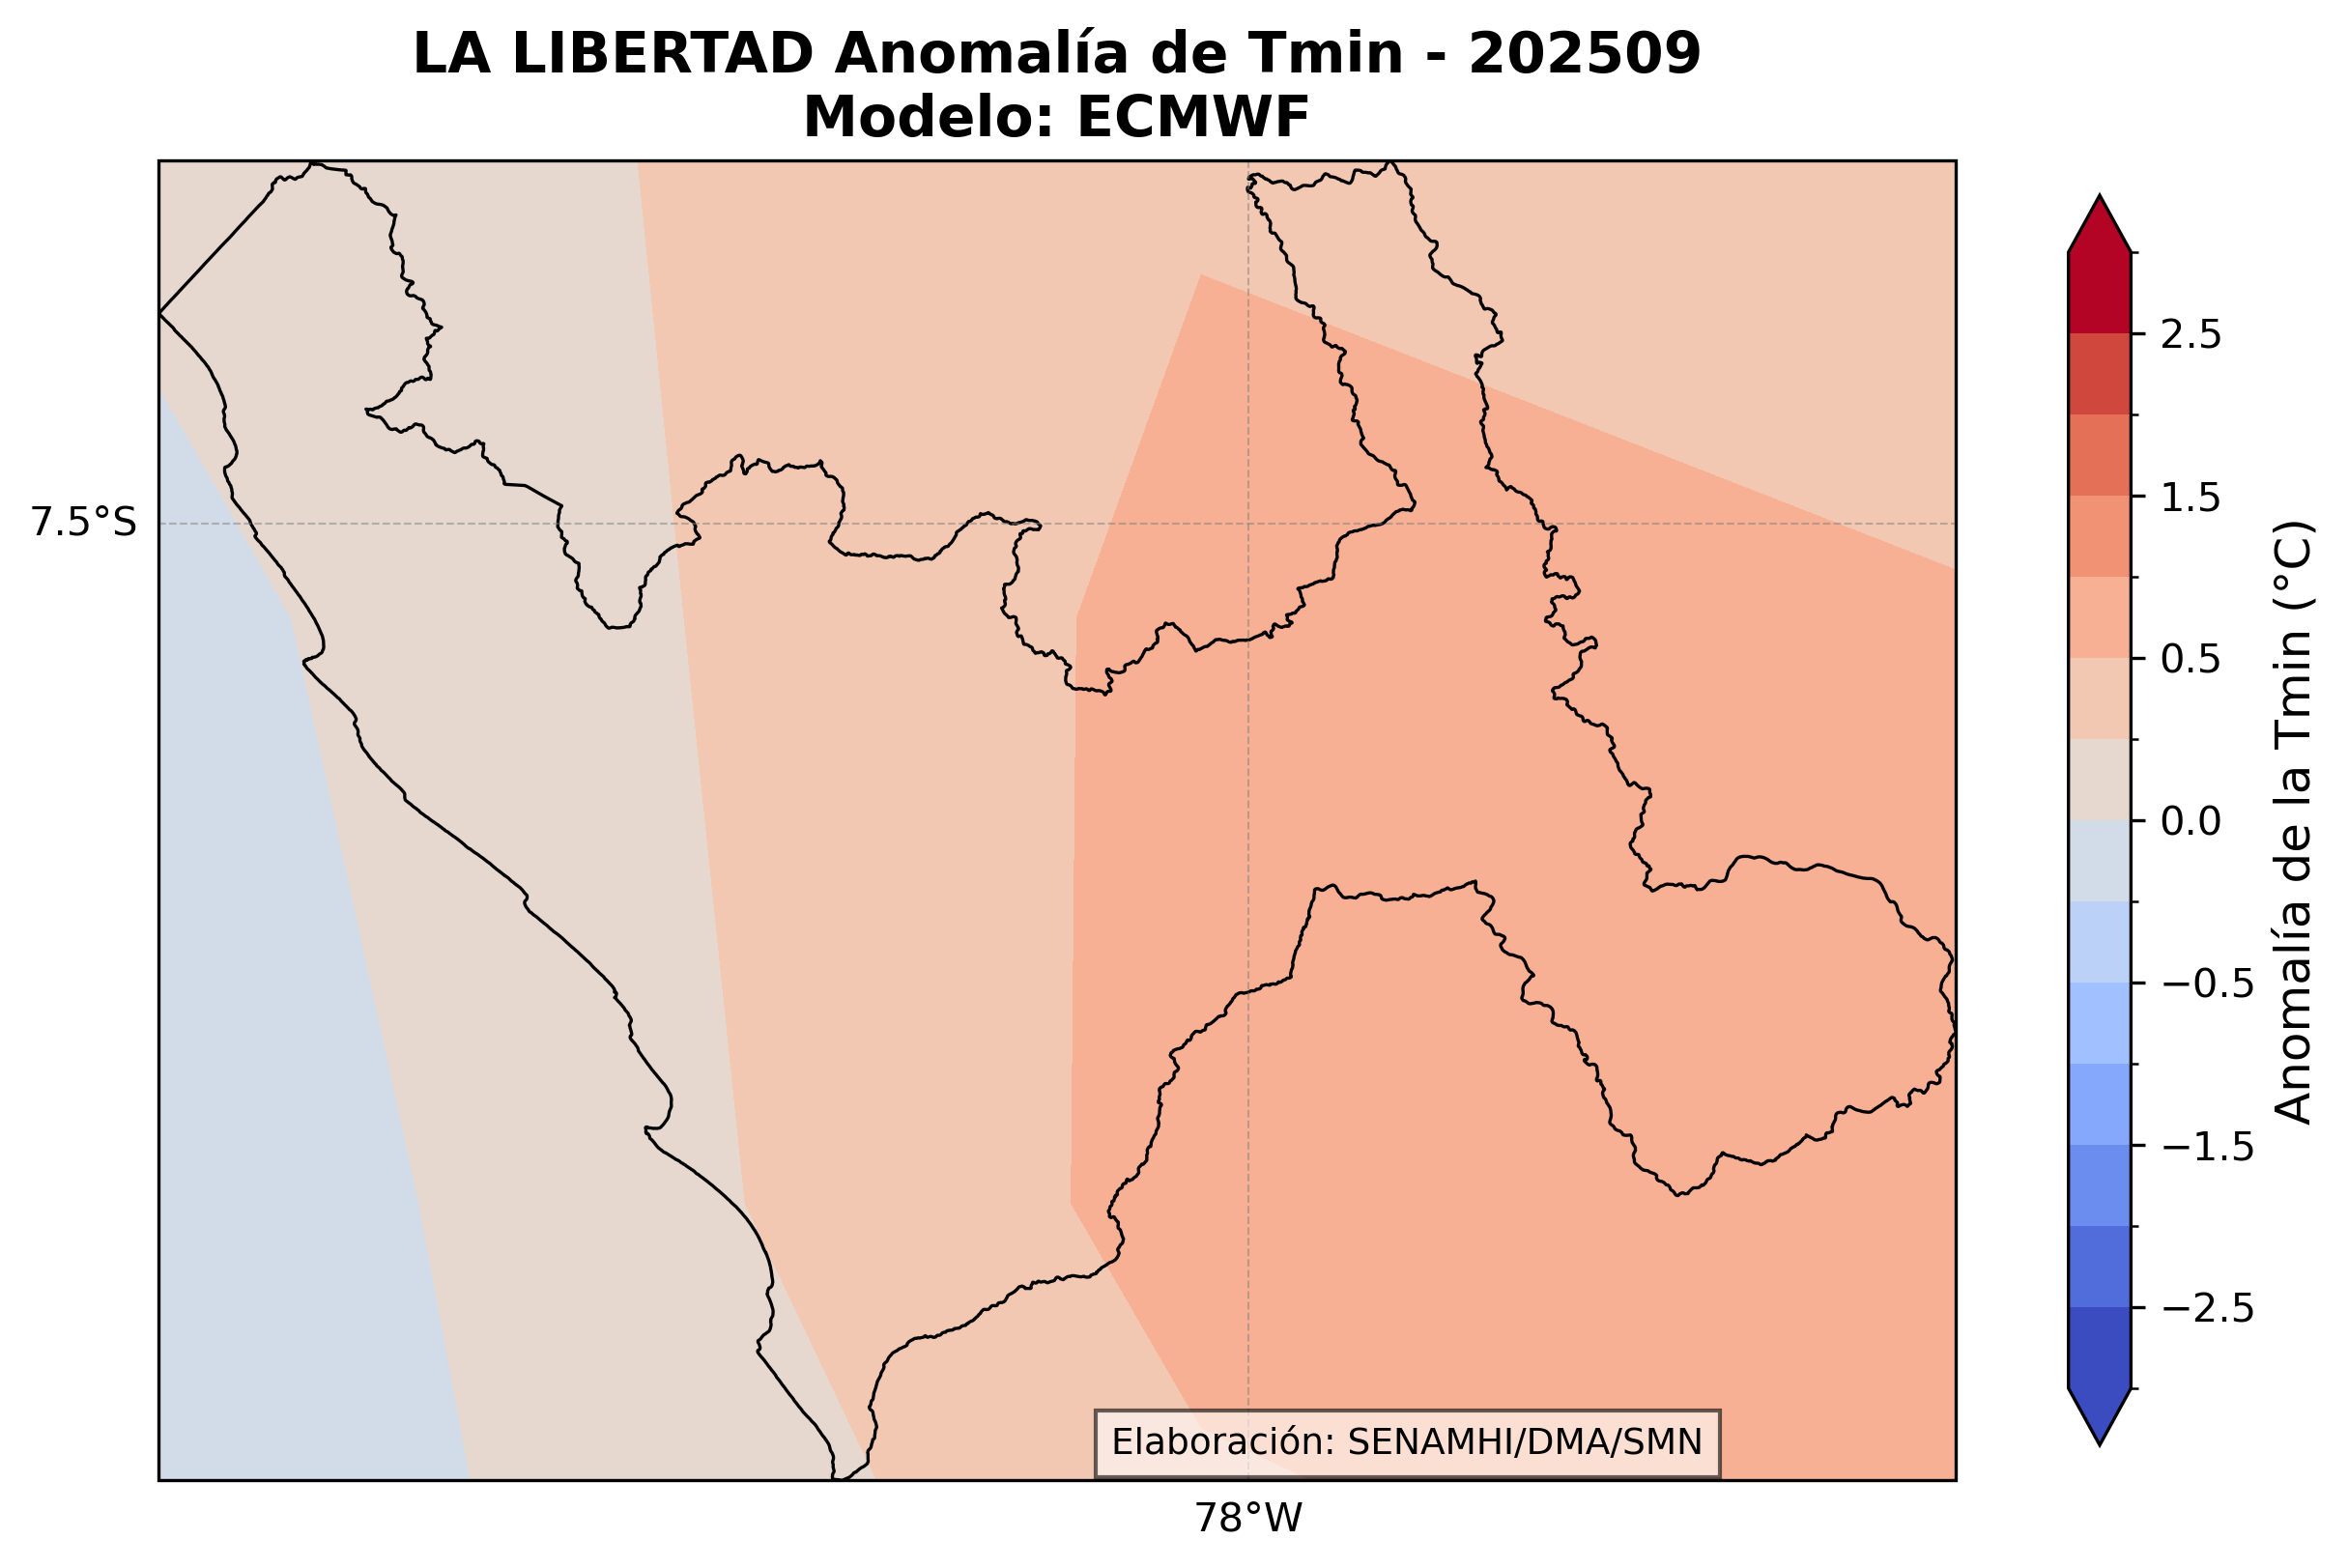 LA LIBERTAD Anomalía de Tmin - 202509
Modelo: ECMWF
7.5°S
78°W
Elaboración: SENAMHI/DMA/SMN
2.5
1.5
0.5
0.0
−0.5
−1.5
−2.5
Anomalía de la Tmin (°C)